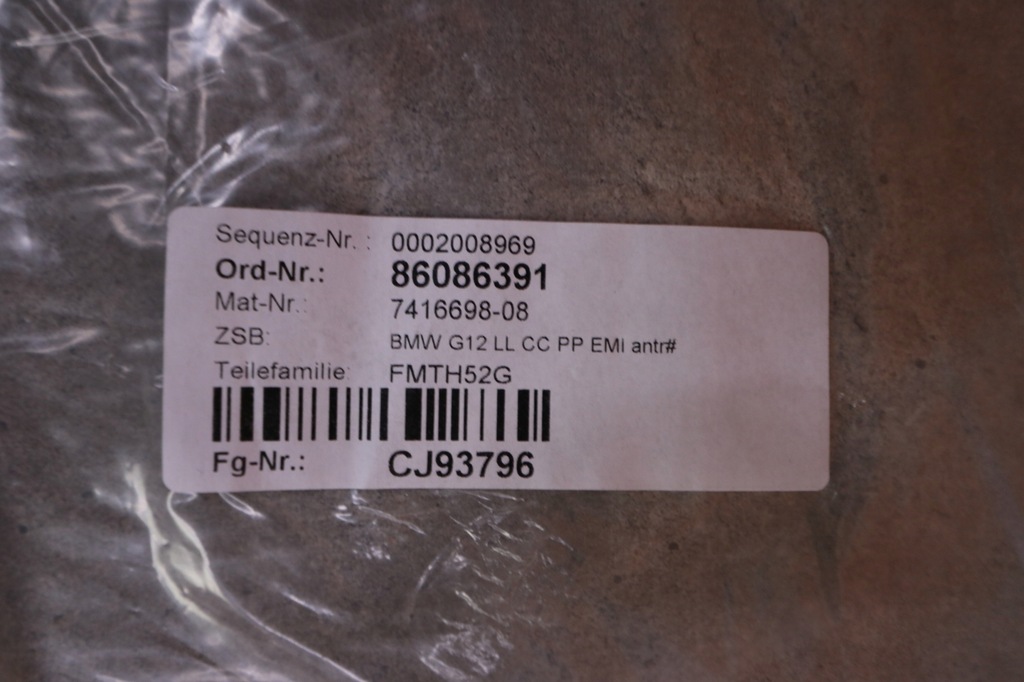 Sequenz-Nr. : 0002008969
Ord-Nr.: 86086391
Mat-Nr.: 7416698-08
ZSB: BMW G12 LL CC PP EMi antr#
Teilefamilie: FMTH52G
Fg-Nr.: CJ93796